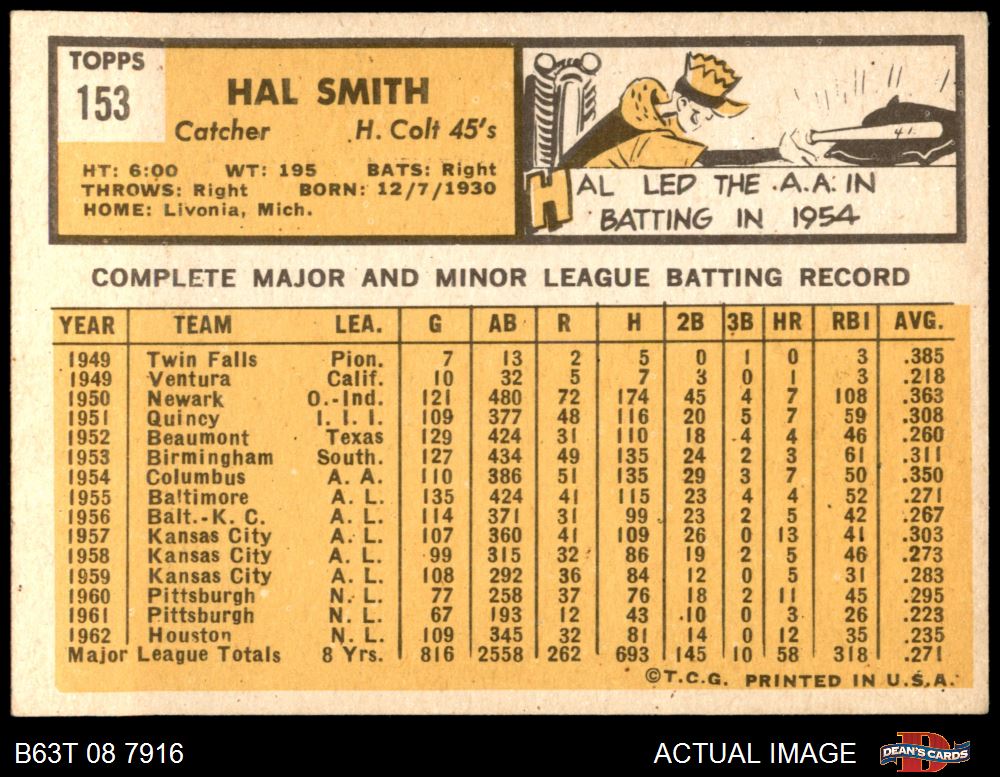 TOPPS
153
HAL SMITH
Catcher H. Colt 45's
HT: 6:00 WT: 195 BATS: Right
THROWS: Right BORN: 12/7/1930
HOME: Livonia, Mich.
41
HAL LED THE A.A. IN
BATTING IN 1954
COMPLETE MAJOR AND MINOR LEAGUE BATTING RECORD
YEAR TEAM LEA. G AB R H 2B 3B HR RBI AVG.
1949 Twin Falls Pion. 7 13 2 5 0 1 0 3 .385
1949 Ventura Calif. 10 32 5 7 3 0 1 3 .218
1950 Newark O.-Ind. 121 480 72 174 45 4 7 108 .363
1951 Quincy I. I. I. 109 377 48 116 20 5 7 59 .308
1952 Beaumont Texas 129 424 31 110 18 4 4 46 .260
1953 Birmingham South. 127 434 49 135 24 2 3 61 .311
1954 Columbus A. A. 110 386 51 135 29 3 7 50 .350
1955 Baltimore A. L. 135 424 41 115 23 4 4 52 .271
1956 Balt.-K. C. A. L. 114 371 31 99 23 2 5 42 .267
1957 Kansas City A. L. 107 360 41 109 26 0 13 41 .303
1958 Kansas City A. L. 99 315 32 86 19 2 5 46 .273
1959 Kansas City A. L. 108 292 36 84 12 0 5 31 .283
1960 Pittsburgh N. L. 77 258 37 76 18 2 11 45 .295
1961 Pittsburgh N. L. 67 193 12 43 10 0 3 26 .223
1962 Houston N. L. 109 345 32 81 14 0 12 35 .235
Major League Totals 8 Yrs. 816 2558 262 693 145 10 58 318 .271
©T.C.G. PRINTED IN U.S.A.
B63T 08 7916 ACTUAL IMAGE DEAN'S CARDS